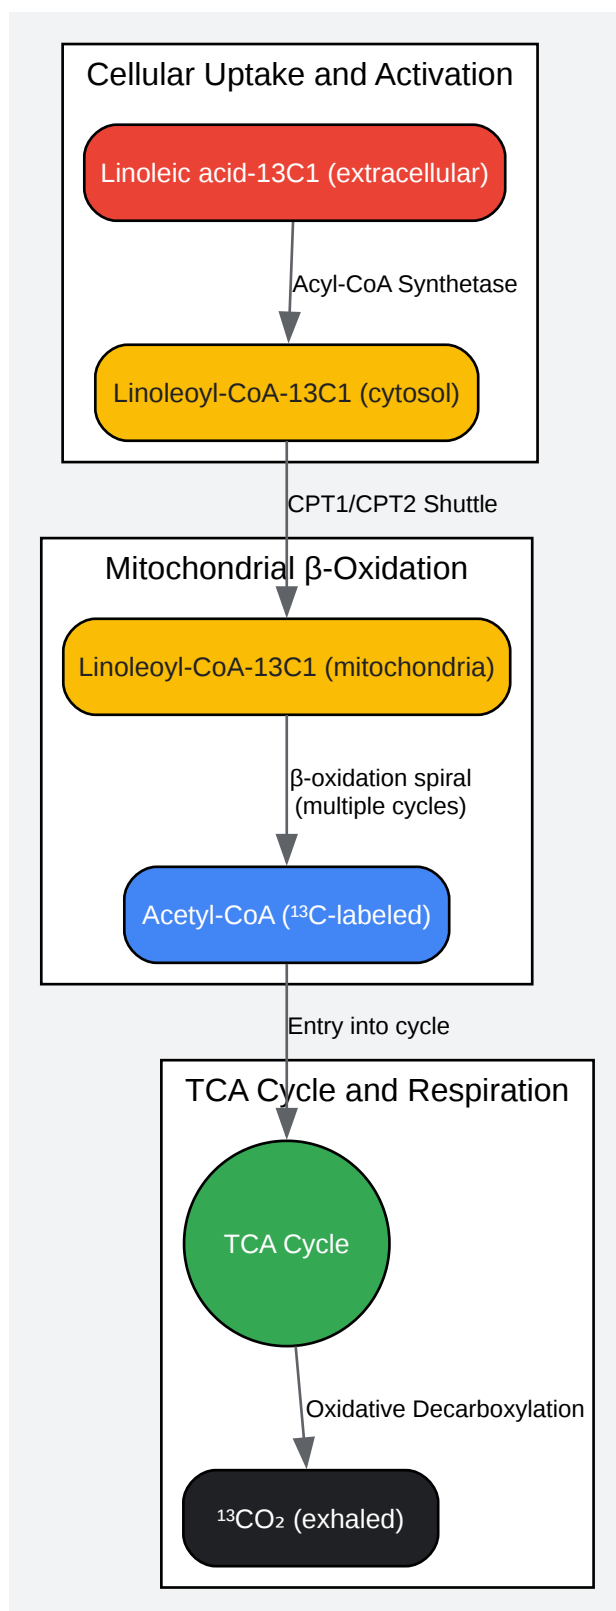 Cellular Uptake and Activation
Linoleic acid-13C1 (extracellular)
Acyl-CoA Synthetase
Linoleoyl-CoA-13C1 (cytosol)
CPT1/CPT2 Shuttle
Mitochondrial β-Oxidation
Linoleoyl-CoA-13C1 (mitochondria)
β-oxidation spiral
(multiple cycles)
Acetyl-CoA (¹³C-labeled)
Entry into cycle
TCA Cycle and Respiration
TCA Cycle
Oxidative Decarboxylation
¹³CO₂ (exhaled)